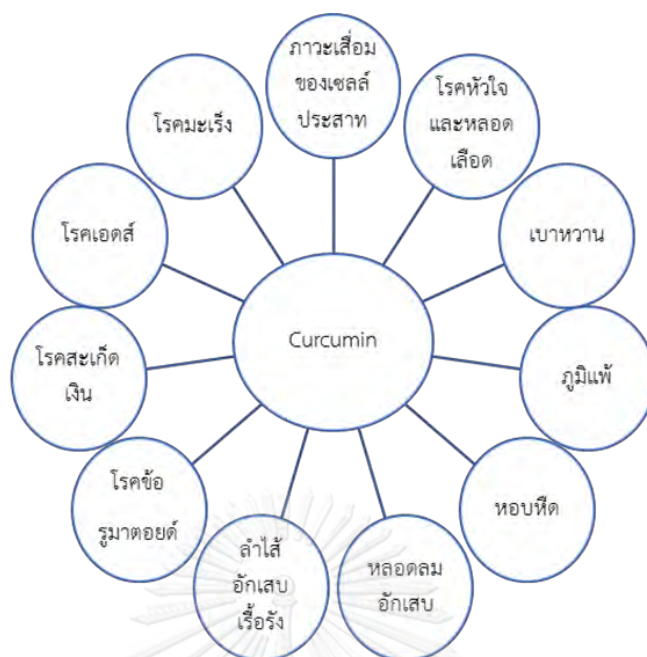 ภาวะเสื่อม
ของเซลล์
ประสาท
โรคหัวใจ
และหลอด
เลือด
เบาหวาน
ภูมิแพ้
หอบหืด
หลอดลม
อักเสบ
ลำไส้
อักเสบ
เรื้อรัง
โรคข้อ
รูมาตอยด์
โรคสะเก็ด
เงิน
โรคเอดส์
โรคมะเร็ง
Curcumin